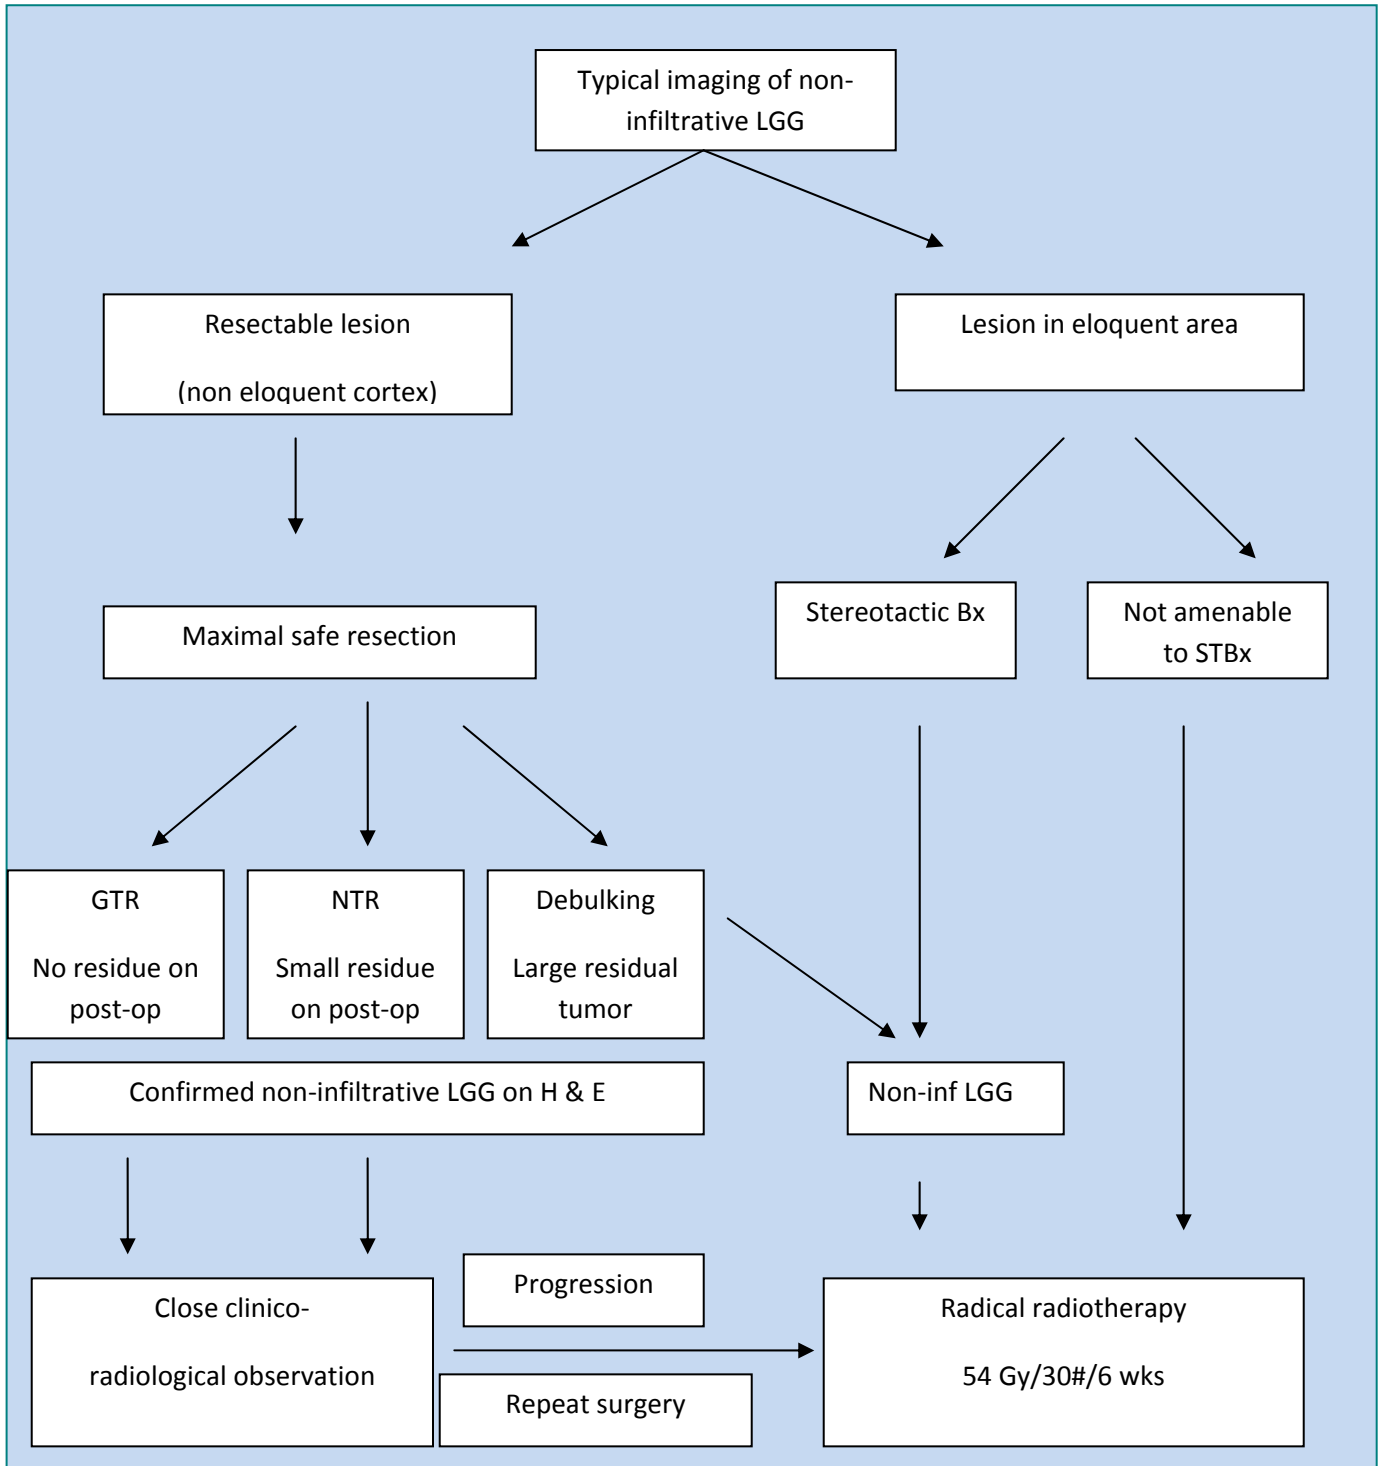 Typical imaging of non-
infiltrative LGG
Resectable lesion
(non eloquent cortex)
Lesion in eloquent area
Maximal safe resection
Stereotactic Bx
Not amenable
to STBx
GTR
No residue on
post-op
NTR
Small residue
on post-op
Debulking
Large residual
tumor
Confirmed non-infiltrative LGG on H & E
Non-inf LGG
Close clinico-
radiological observation
Progression
Repeat surgery
Radical radiotherapy
54 Gy/30#/6 wks